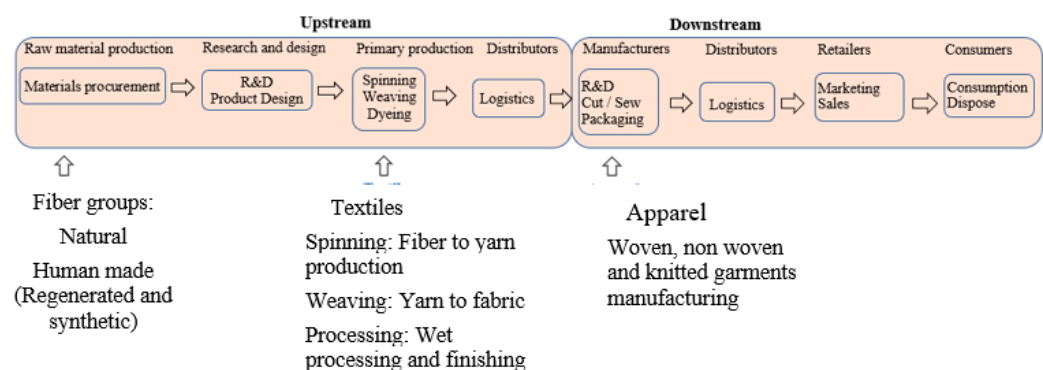 Upstream
Downstream
Raw material production
Research and design
Primary production
Distributors
Manufacturers
Distributors
Retailers
Consumers
Materials procurement
R&D
Product Design
Spinning
Weaving
Dyeing
Logistics
R&D
Cut / Sew
Packaging
Logistics
Marketing
Sales
Consumption
Dispose
Fiber groups:
Natural
Human made
(Regenerated and
synthetic)
Textiles
Spinning: Fiber to yarn
production
Weaving: Yarn to fabric
Processing: Wet
processing and finishing
Apparel
Woven, non woven
and knitted garments
manufacturing